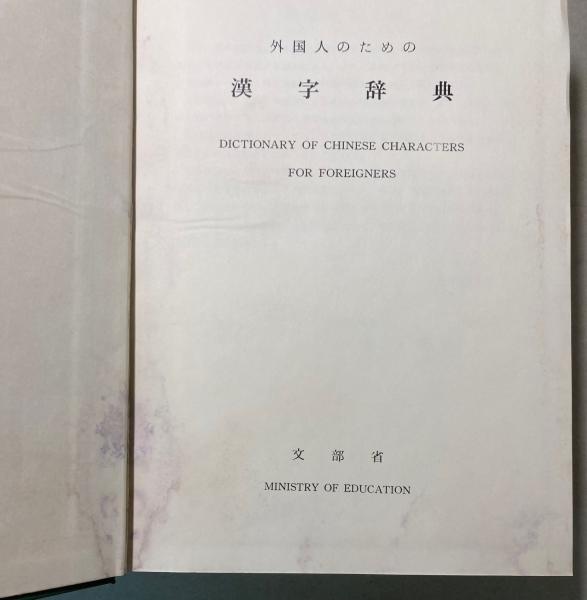 外国人のための
漢字辞典
DICTIONARY OF CHINESE CHARACTERS
FOR FOREIGNERS
文部省
MINISTRY OF EDUCATION